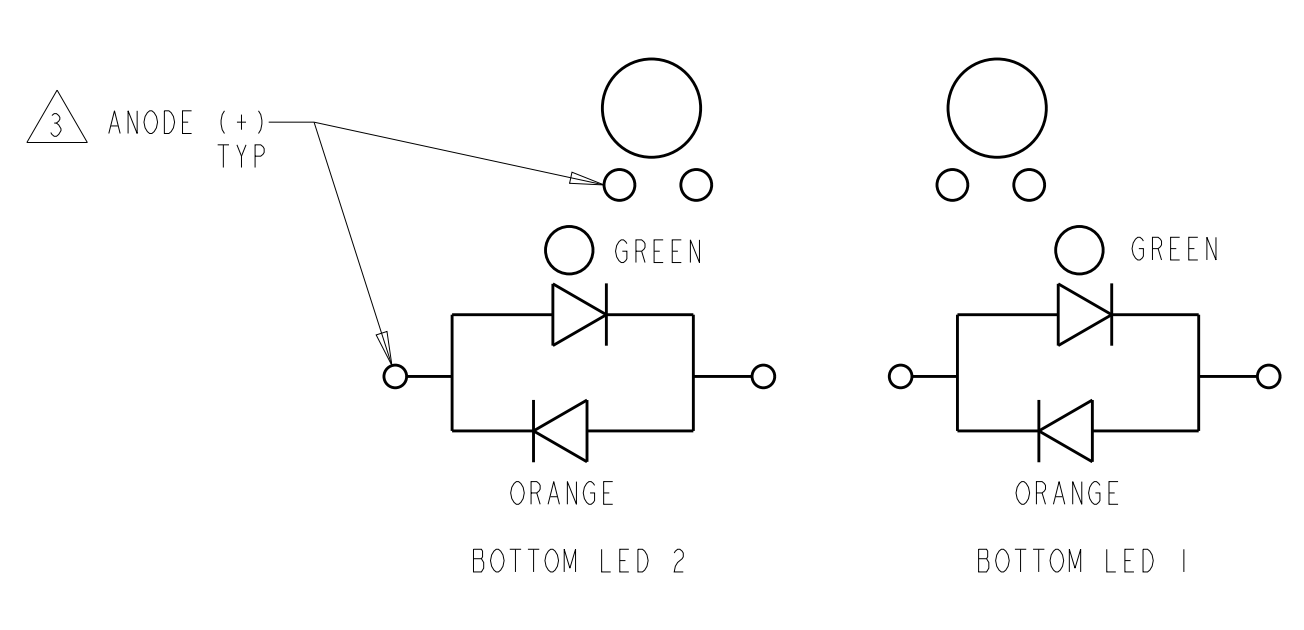 3 ANODE (+)
TYP
GREEN
GREEN
ORANGE
ORANGE
BOTTOM LED 2
BOTTOM LED 1